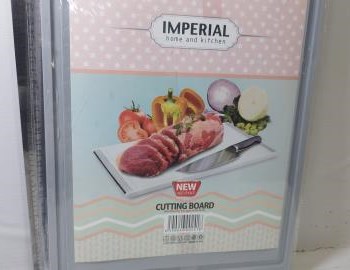 IMPERIAL
home and kitchen
NEW
CUTTING BOARD